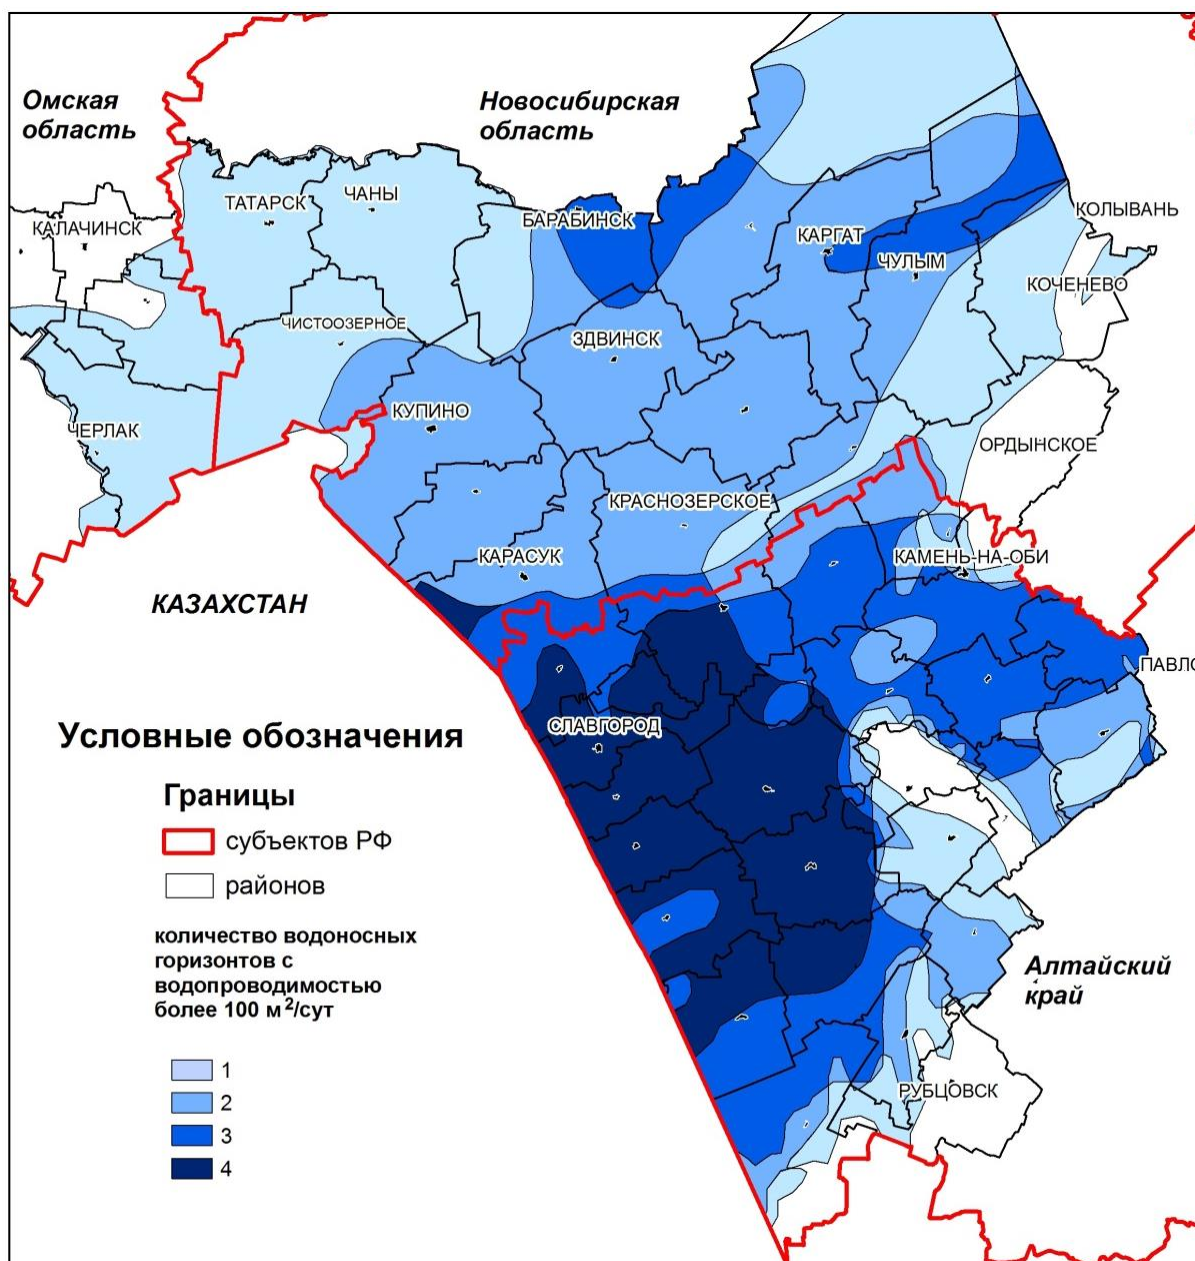 Омская
область
Новосибирская
область
ТАТАРСК
ЧАНЫ
БАРАБИНСК
КОЛЫВАНЬ
КАЛАЧИНСК
КАРГАТ
ЧУЛЫМ
КОЧЕНЕВО
ЧИСТООЗЕРНОЕ
ЗДВИНСК
КУПИНО
ЧЕРЛАК
ОРДЫНСКОЕ
КРАСНОЗЕРСКОЕ
КАРАСУК
КАМЕНЬ-НА-ОБИ
КАЗАХСТАН
ПАВЛО
СЛАВГОРОД
Условные обозначения
Границы
субъектов РФ
районов
количество водоносных
горизонтов с
водопроводимостью
более 100 м²/сут
1
2
3
4
Алтайский
край
РУБЦОВСК